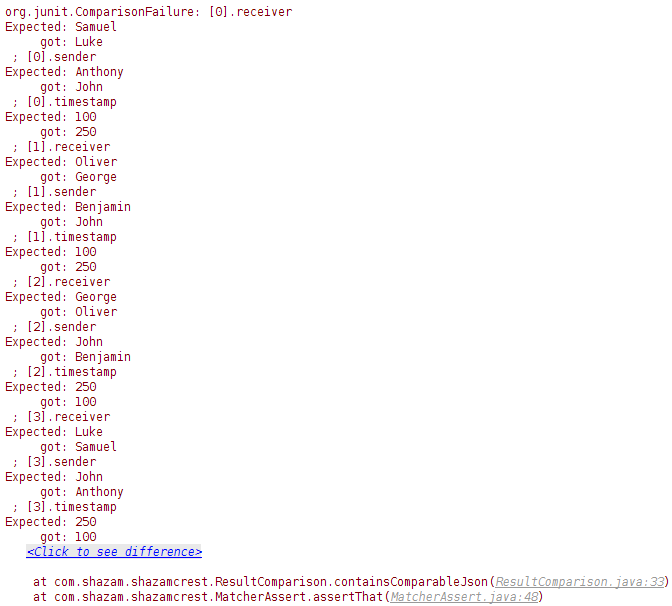 org.junit.ComparisonFailure: [0].receiver
Expected: Samuel
     got: Luke
 ; [0].sender
Expected: Anthony
     got: John
 ; [0].timestamp
Expected: 100
     got: 250
 ; [1].receiver
Expected: Oliver
     got: George
 ; [1].sender
Expected: Benjamin
     got: John
 ; [1].timestamp
Expected: 100
     got: 250
 ; [2].receiver
Expected: George
     got: Oliver
 ; [2].sender
Expected: John
     got: Benjamin
 ; [2].timestamp
Expected: 250
     got: 100
 ; [3].receiver
Expected: Luke
     got: Samuel
 ; [3].sender
Expected: John
     got: Anthony
 ; [3].timestamp
Expected: 250
     got: 100
   <Click to see difference>
    at com.shazam.shazamcrest.ResultComparison.containsComparableJson(ResultComparison.java:33)
    at com.shazam.shazamcrest.MatcherAssert.assertThat(MatcherAssert.java:48)